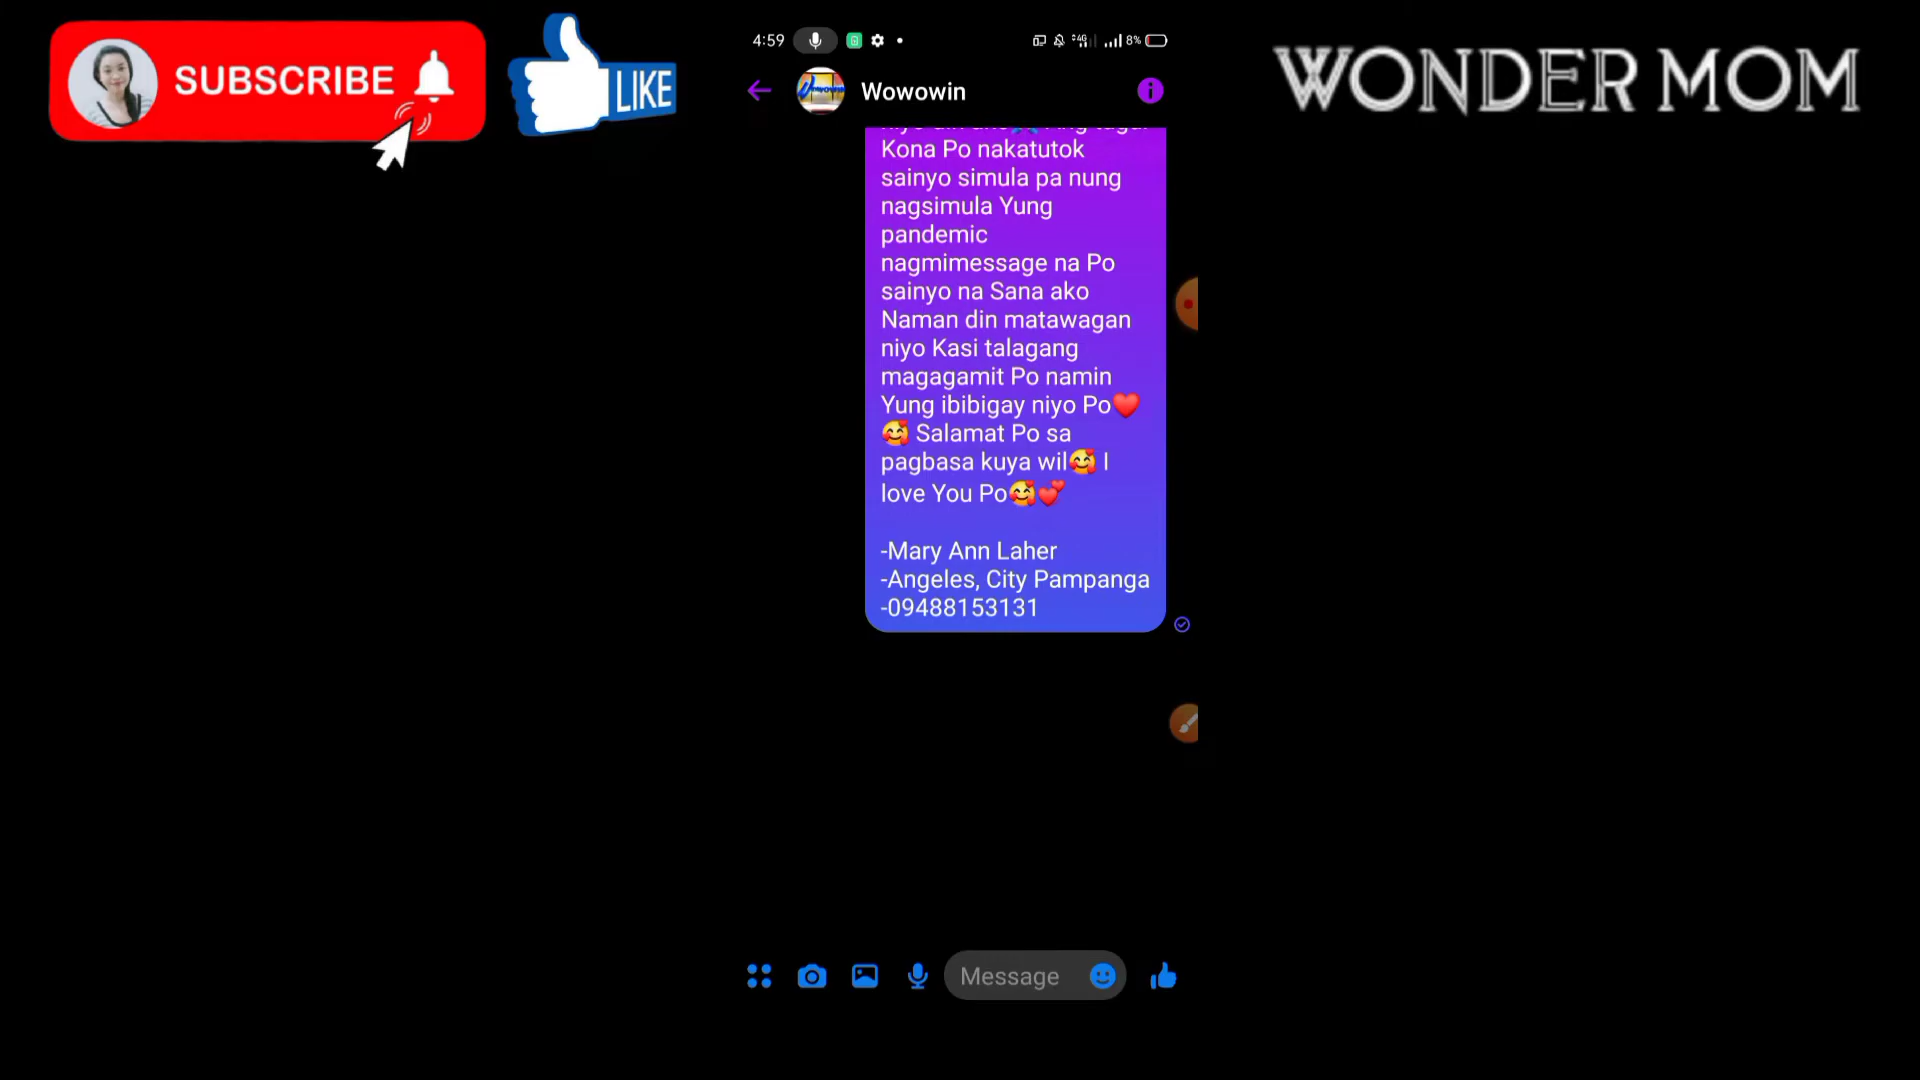 SUBSCRIBE
LIKE
WONDER MOM
4:59
4G
8%
Wowowin
Kona Po nakatutok
sainyo simula pa nung
nagsimula Yung
pandemic
nagmimessage na Po
sainyo na Sana ako
Naman din matawagan
niyo Kasi talagang
magagamit Po namin
Yung ibibigay niyo Po❤️
🥰 Salamat Po sa
pagbasa kuya wil🥰 I
love You Po🥰💕
-Mary Ann Laher
-Angeles, City Pampanga
-09488153131
Message